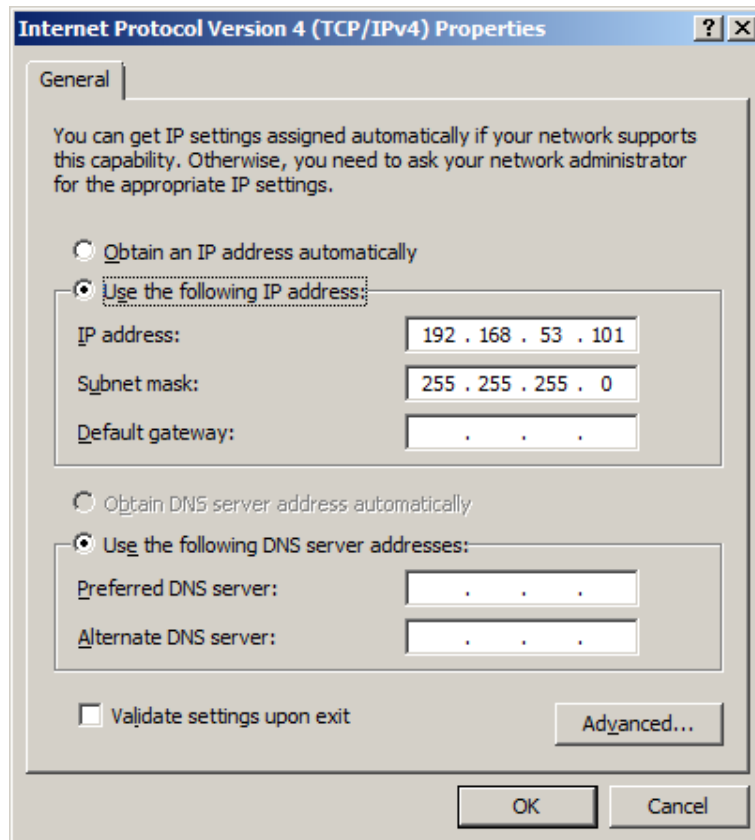 Internet Protocol Version 4 (TCP/IPv4) Properties
General
You can get IP settings assigned automatically if your network supports
this capability. Otherwise, you need to ask your network administrator
for the appropriate IP settings.
Obtain an IP address automatically
Use the following IP address:
IP address: 192 . 168 . 53 . 101
Subnet mask: 255 . 255 . 255 . 0
Default gateway: . . .
Obtain DNS server address automatically
Use the following DNS server addresses:
Preferred DNS server: . . .
Alternate DNS server: . . .
Validate settings upon exit
Advanced...
OK Cancel